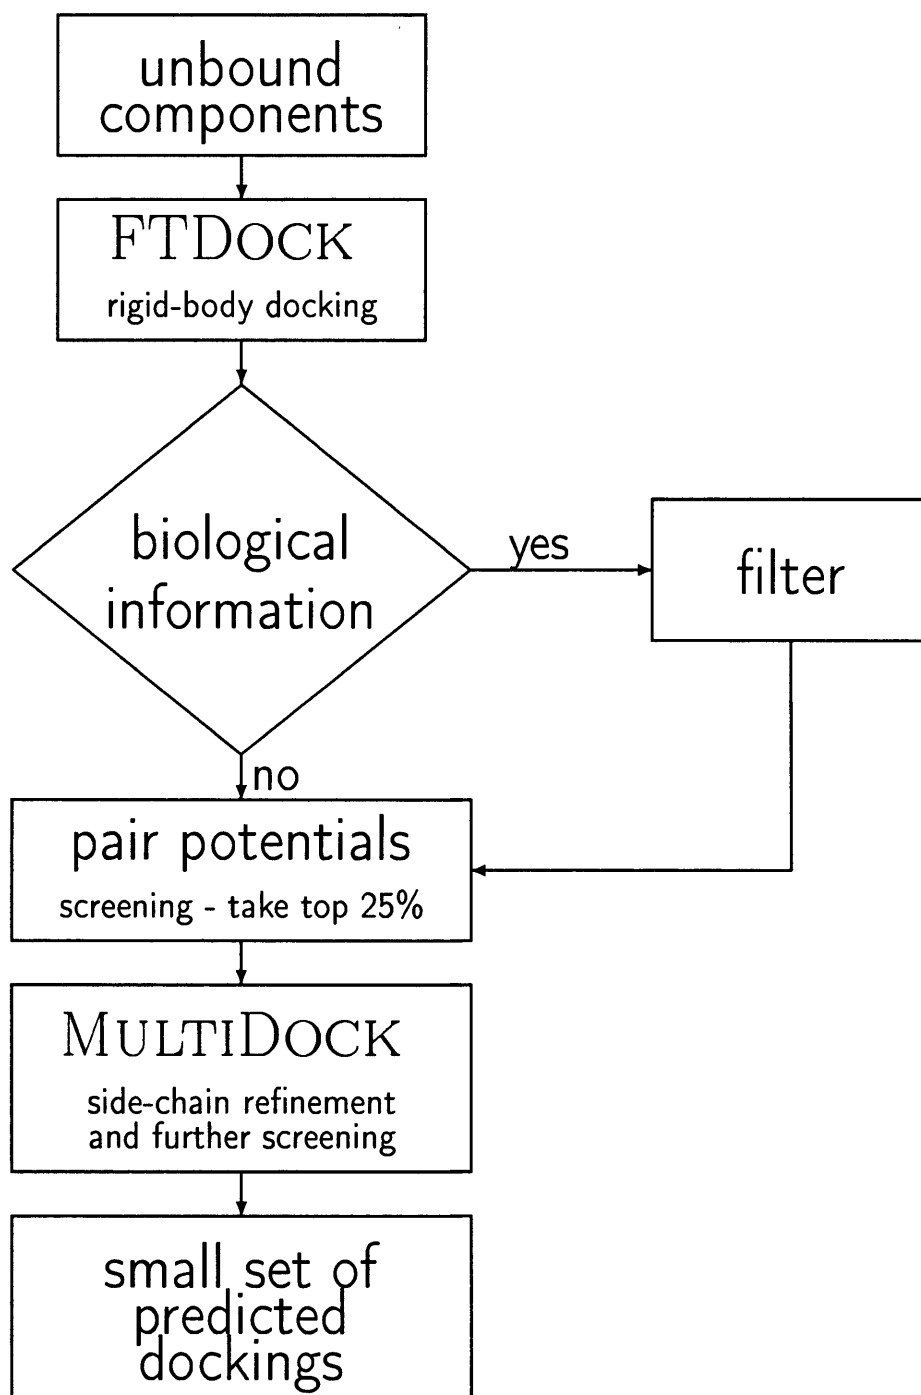 unbound
components
FTDOCK
rigid-body docking
biological
information
yes
filter
no
pair potentials
screening - take top 25%
MULTIDOCK
side-chain refinement
and further screening
small set of
predicted
dockings